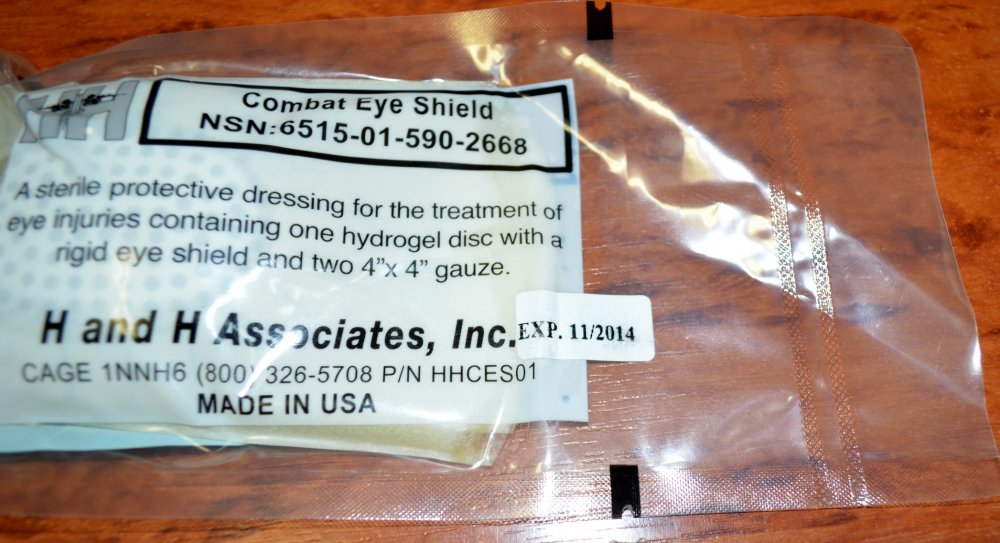 HH
Combat Eye Shield
NSN:6515-01-590-2668
A sterile protective dressing for the treatment of
eye injuries containing one hydrogel disc with a
rigid eye shield and two 4”x 4” gauze.
H and H Associates, Inc.
EXP. 11/2014
CAGE 1NNH6 (800) 326-5708 P/N HHCES01
MADE IN USA